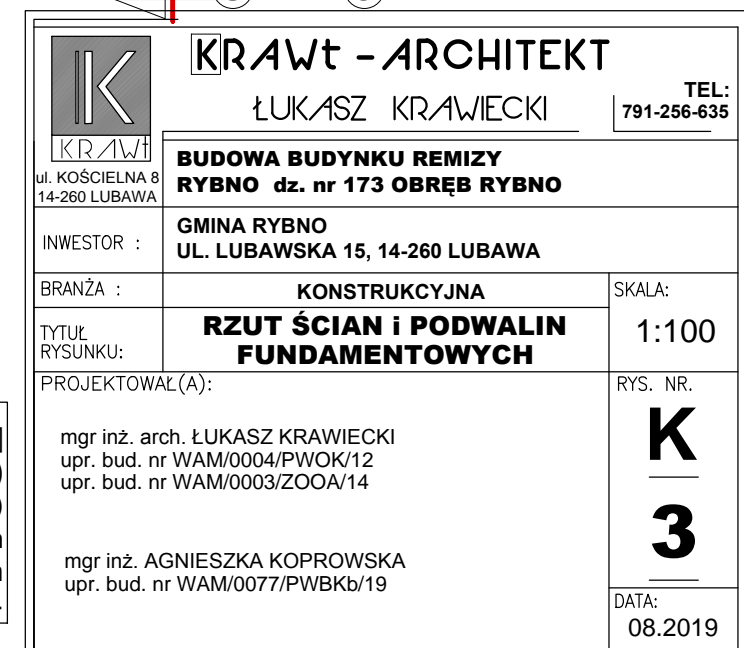 KRAWt - ARCHITEKT
ŁUKASZ KRAWIECKI
TEL:
791-256-635
KRAWt
ul. KOŚCIELNA 8
14-260 LUBAWA
BUDOWA BUDYNKU REMIZY
RYBNO dz. nr 173 OBRĘB RYBNO
INWESTOR :
GMINA RYBNO
UL. LUBAWSKA 15, 14-260 LUBAWA
BRANŻA :
KONSTRUKCYJNA
SKALA:
1:100
TYTUŁ
RYSUNKU:
RZUT ŚCIAN i PODWALIN
FUNDAMENTOWYCH
PROJEKTOWAŁ(A):
mgr inż. arch. ŁUKASZ KRAWIECKI
upr. bud. nr WAM/0004/PWOK/12
upr. bud. nr WAM/0003/ZOOA/14
mgr inż. AGNIESZKA KOPROWSKA
upr. bud. nr WAM/0077/PWBKb/19
RYS. NR.
K
3
DATA:
08.2019